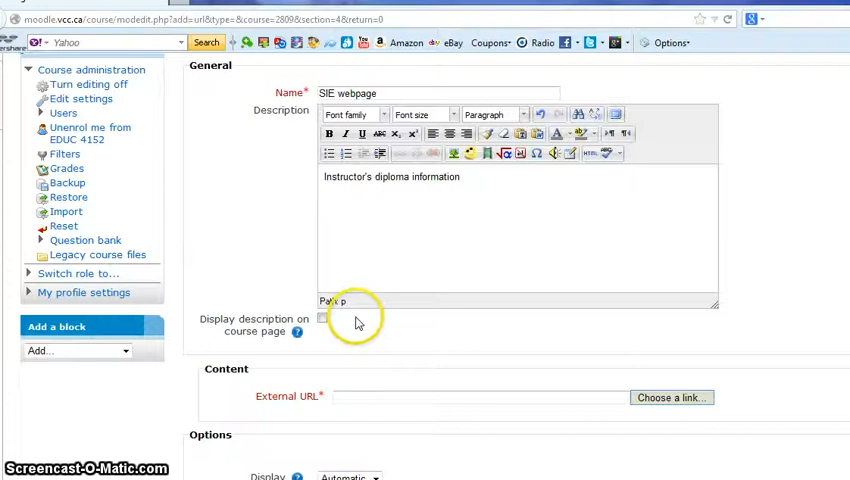 moodle.vcc.ca/course/modedit.php?add=url&type=&course=2809&section=4&return=0
Yahoo
Search
Amazon
eBay
Coupons
Radio
Options
Course administration
Turn editing off
Edit settings
Users
Unenrol me from
EDUC 4152
Filters
Grades
Backup
Restore
Import
Reset
Question bank
Legacy course files
Switch role to...
My profile settings
Add a block
Add...
General
Name*
SIE webpage
Description
Font family
Font size
Paragraph
B I U ABC
HTML
Instructor's diploma information
Path: p
Display description on
course page
Content
External URL*
Choose a link...
Options
Display
Automatic
Screencast-O-Matic.com